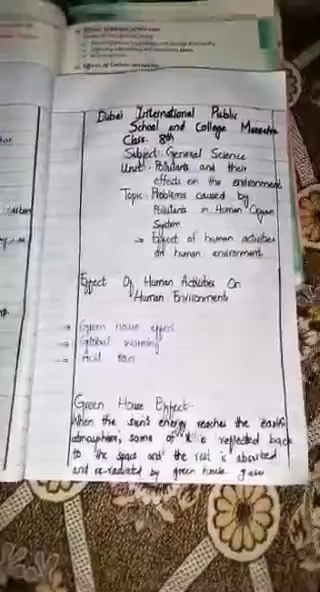 Dubai International Public
School and College Mansehra
Class: 8th
Subject: General Science
Unit: Pollutants and their
effects on the environment
Topic: Problems caused by
Pollutants in Human Organ
System
→ Effect of human activities
on human environment
Effect Of Human Activities On
Human Environment
→ Green house effect
→ Global warming
→ Acid rain
Green House Effect:
When the sun's energy reaches the earth
atmosphere, some of it is reflected back
to the space and the rest is absorbed
and re-radiated by green house gases